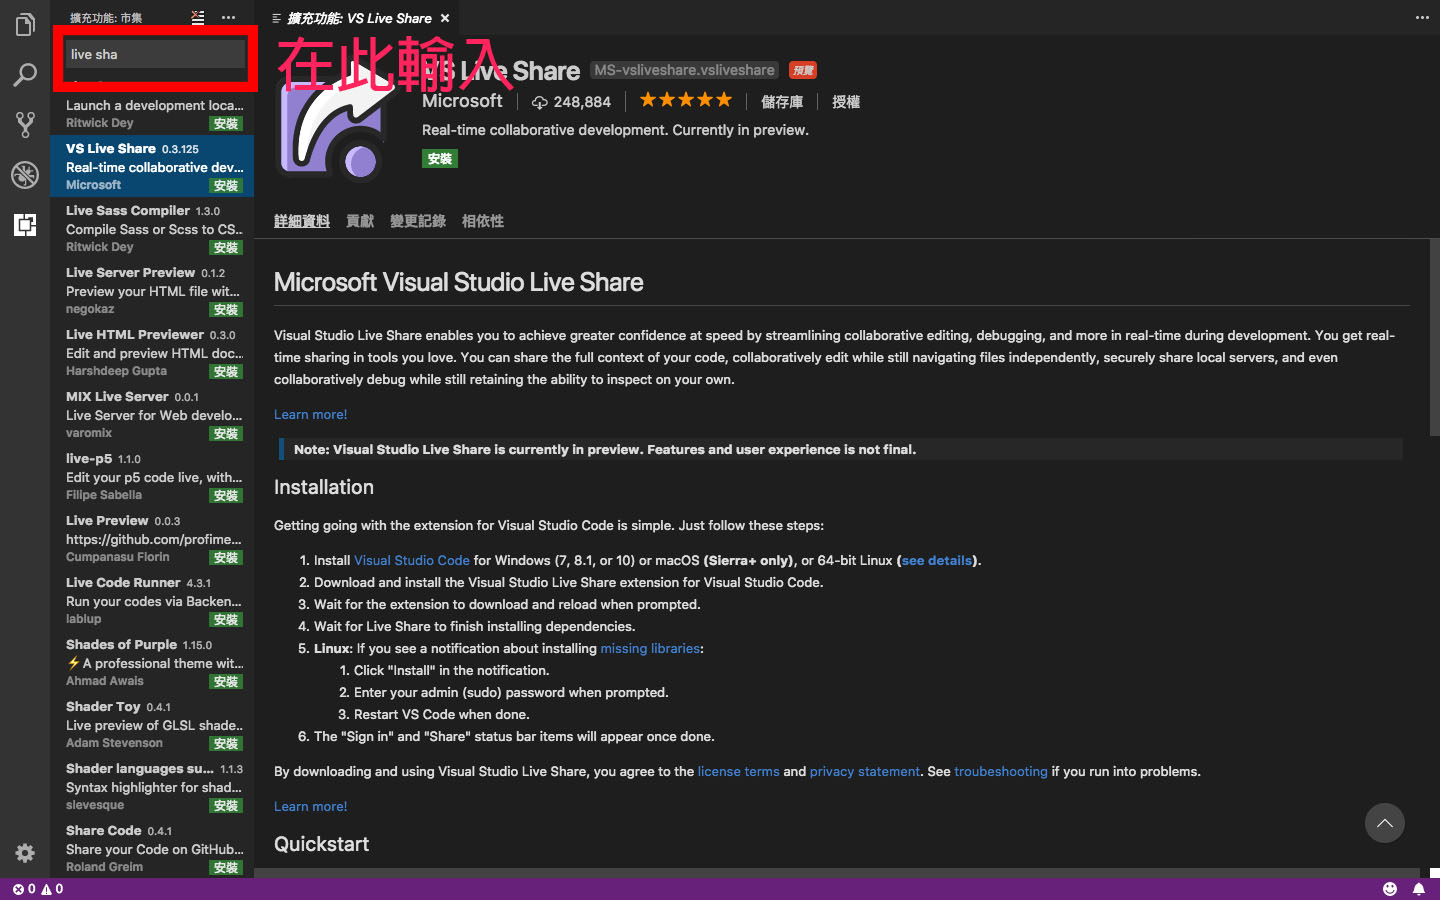 擴充功能: 市集
live sha
Launch a development loca...
Ritwick Dey 安裝
VS Live Share 0.3.125
Real-time collaborative dev...
Microsoft 安裝
Live Sass Compiler 1.3.0
Compile Sass or Scss to CS...
Ritwick Dey 安裝
Live Server Preview 0.1.2
Preview your HTML file wit...
negokaz 安裝
Live HTML Previewer 0.3.0
Edit and preview HTML doc...
Harshdeep Gupta 安裝
MIX Live Server 0.0.1
Live Server for Web develo...
varomix 安裝
live-p5 1.1.0
Edit your p5 code live, with...
Filipe Sabella 安裝
Live Preview 0.0.3
https://github.com/profime...
Cumpanasu Florin 安裝
Live Code Runner 4.3.1
Run your codes via Backen...
lablup 安裝
Shades of Purple 1.15.0
⚡A professional theme wit...
Ahmad Awais 安裝
Shader Toy 0.4.1
Live preview of GLSL shade...
Adam Stevenson 安裝
Shader languages su... 1.1.3
Syntax highlighter for shad...
slevesque 安裝
Share Code 0.4.1
Share your Code on GitHub...
Roland Greim 安裝
擴充功能: VS Live Share
在此輸入
VS Live Share MS-vsliveshare.vsliveshare 預覽
Microsoft 248,884 ★★★★★ 儲存庫 授權
Real-time collaborative development. Currently in preview.
安裝
詳細資料 貢獻 變更記錄 相依性
Microsoft Visual Studio Live Share
Visual Studio Live Share enables you to achieve greater confidence at speed by streamlining collaborative editing, debugging, and more in real-time during development. You get real-
time sharing in tools you love. You can share the full context of your code, collaboratively edit while still navigating files independently, securely share local servers, and even
collaboratively debug while still retaining the ability to inspect on your own.
Learn more!
Note: Visual Studio Live Share is currently in preview. Features and user experience is not final.
Installation
Getting going with the extension for Visual Studio Code is simple. Just follow these steps:
1. Install Visual Studio Code for Windows (7, 8.1, or 10) or macOS (Sierra+ only), or 64-bit Linux (see details).
2. Download and install the Visual Studio Live Share extension for Visual Studio Code.
3. Wait for the extension to download and reload when prompted.
4. Wait for Live Share to finish installing dependencies.
5. Linux: If you see a notification about installing missing libraries:
1. Click "Install" in the notification.
2. Enter your admin (sudo) password when prompted.
3. Restart VS Code when done.
6. The "Sign in" and "Share" status bar items will appear once done.
By downloading and using Visual Studio Live Share, you agree to the license terms and privacy statement. See troubeshooting if you run into problems.
Learn more!
Quickstart
0 0